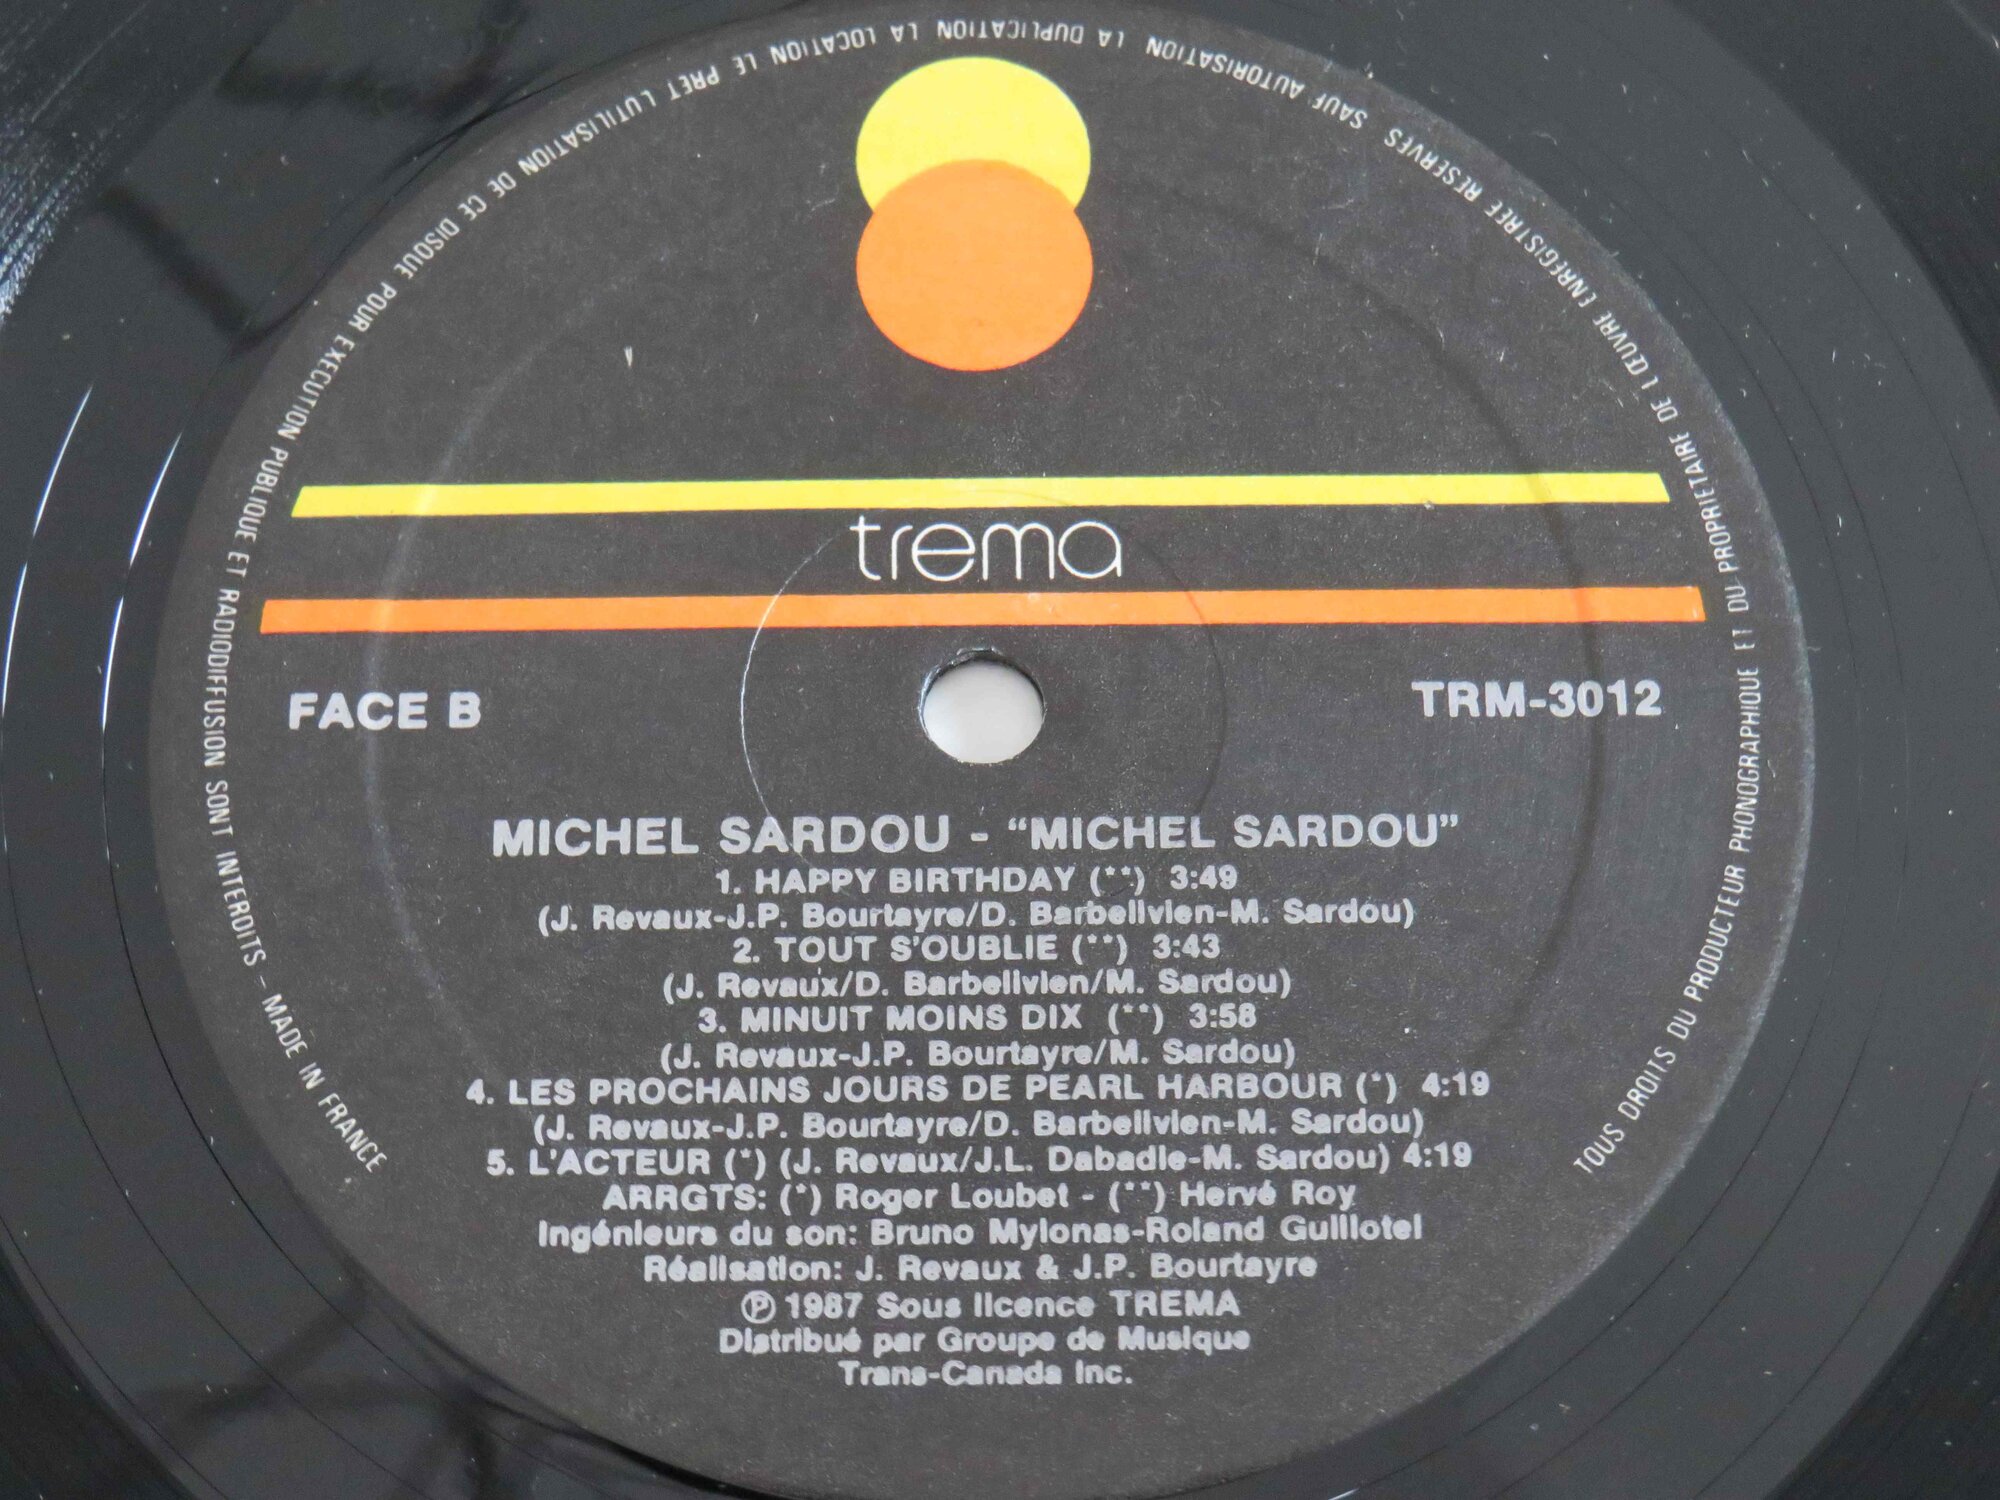 trema
FACE B
TRM-3012
MICHEL SARDOU - “MICHEL SARDOU”
1. HAPPY BIRTHDAY (**) 3:49
(J. Revaux-J.P. Bourtayre/D. Barbelivien-M. Sardou)
2. TOUT S'OUBLIE (**) 3:43
(J. Revaux/D. Barbelivien/M. Sardou)
3. MINUIT MOINS DIX (**) 3:58
(J. Revaux-J.P. Bourtayre/M. Sardou)
4. LES PROCHAINS JOURS DE PEARL HARBOUR (*) 4:19
(J. Revaux-J.P. Bourtayre/D. Barbelivien-M. Sardou)
5. L'ACTEUR (*) (J. Revaux/J.L. Dabadie-M. Sardou) 4:19
ARRGTS: (*) Roger Loubet - (**) Hervé Roy
Ingénieurs du son: Bruno Mylonas-Roland Guillotel
Réalisation: J. Revaux & J.P. Bourtayre
Ⓟ 1987 Sous licence TREMA
Distribué par Groupe de Musique
Trans-Canada Inc.
TOUS DROITS DU PRODUCTEUR PHONOGRAPHIQUE ET DU PROPRIETAIRE DE L'ŒUVRE ENREGISTREE RESERVES SAUF AUTORISATION LA DUPLICATION LA LOCATION LE PRET L'UTILISATION DE CE DISQUE POUR EXECUTION PUBLIQUE ET RADIODIFFUSION SONT INTERDITS - MADE IN FRANCE